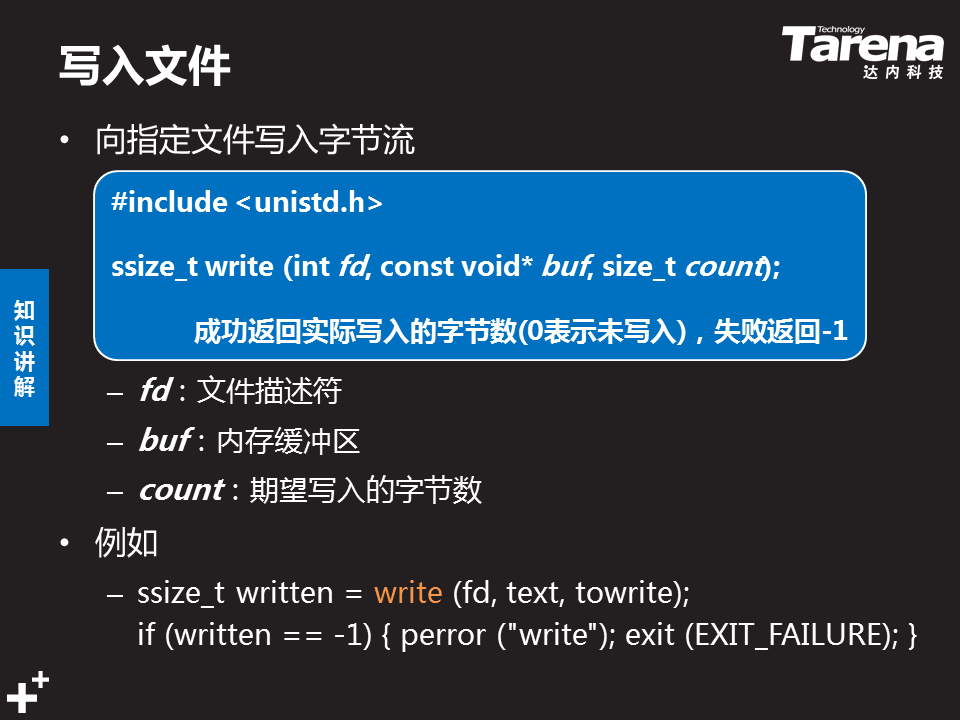 写入文件
Technology
Tarena
达内科技
• 向指定文件写入字节流
#include <unistd.h>
ssize_t write (int fd, const void* buf, size_t count);
成功返回实际写入的字节数(0表示未写入)，失败返回-1
知
识
讲
解
– fd：文件描述符
– buf：内存缓冲区
– count：期望写入的字节数
• 例如
– ssize_t written = write (fd, text, towrite);
if (written == -1) { perror ("write"); exit (EXIT_FAILURE); }